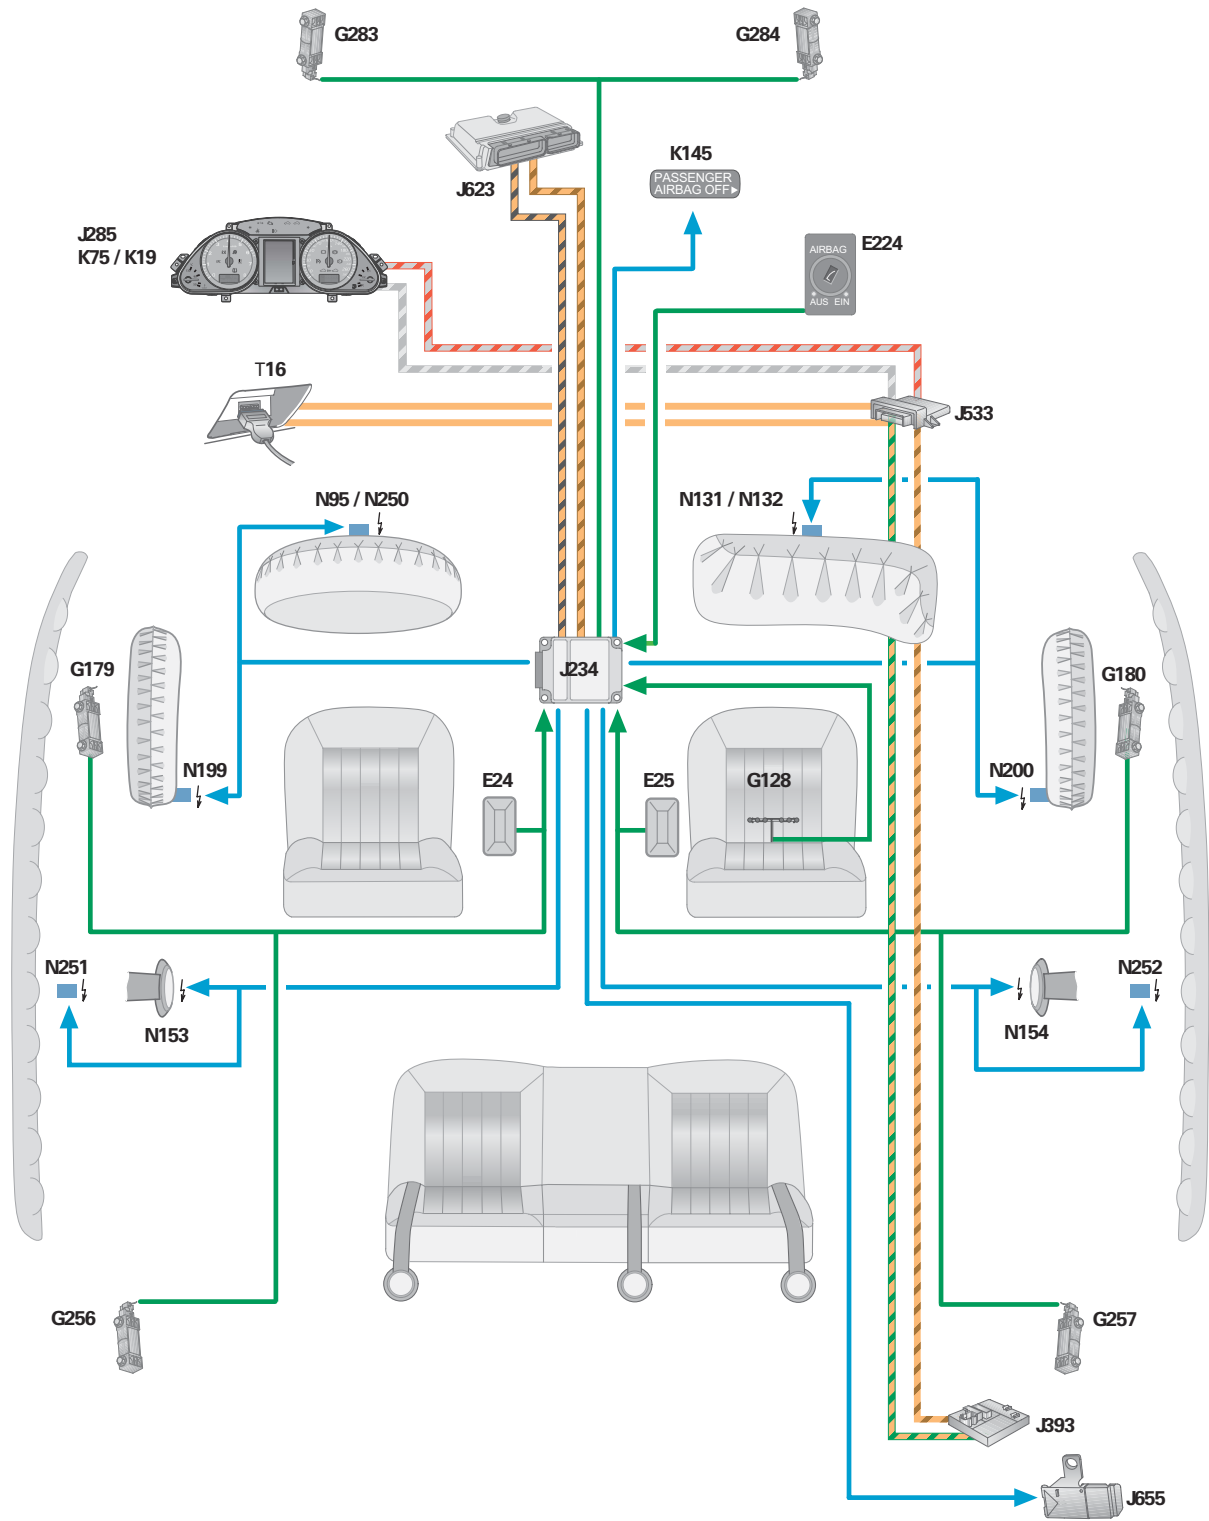 G283
G284
K145
PASSENGER
AIRBAG OFF
J623
J285
K75 / K19
E224
AIRBAG
AUS EIN
T16
J533
N95 / N250
N131 / N132
J234
G179
G180
N199
E24
E25
G128
N200
N251
N252
N153
N154
G256
G257
J393
J655